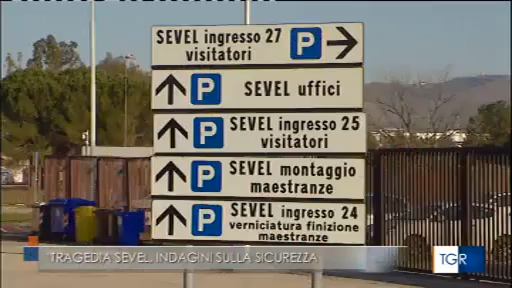 SEVEL ingresso 27
visitatori
P
P
SEVEL uffici
P
SEVEL ingresso 25
visitatori
P
SEVEL montaggio
maestranze
P
SEVEL ingresso 24
verniciatura finizione
maestranze
TRAGEDIA SEVEL, INDAGINI SULLA SICUREZZA
TGR